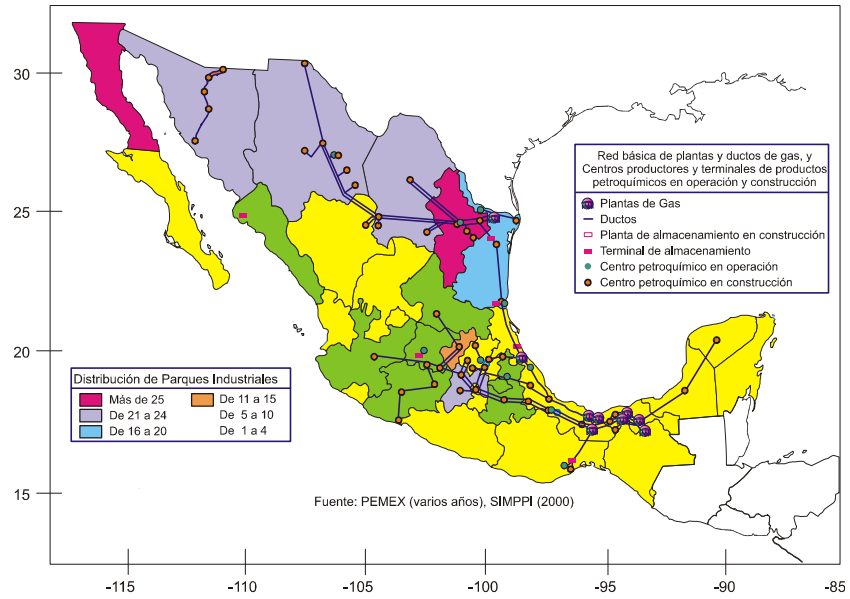 30
25
20
15
-115
-110
-105
-100
-95
-90
-85
Red básica de plantas y ductos de gas, y
Centros productores y terminales de productos
petroquímicos en operación y construcción
Plantas de Gas
Ductos
Planta de almacenamiento en construcción
Terminal de almacenamiento
Centro petroquímico en operación
Centro petroquímico en construcción
Distribución de Parques Industriales
Más de 25
De 21 a 24
De 16 a 20
De 11 a 15
De 5 a 10
De 1 a 4
Fuente: PEMEX (varios años), SIMPPI (2000)